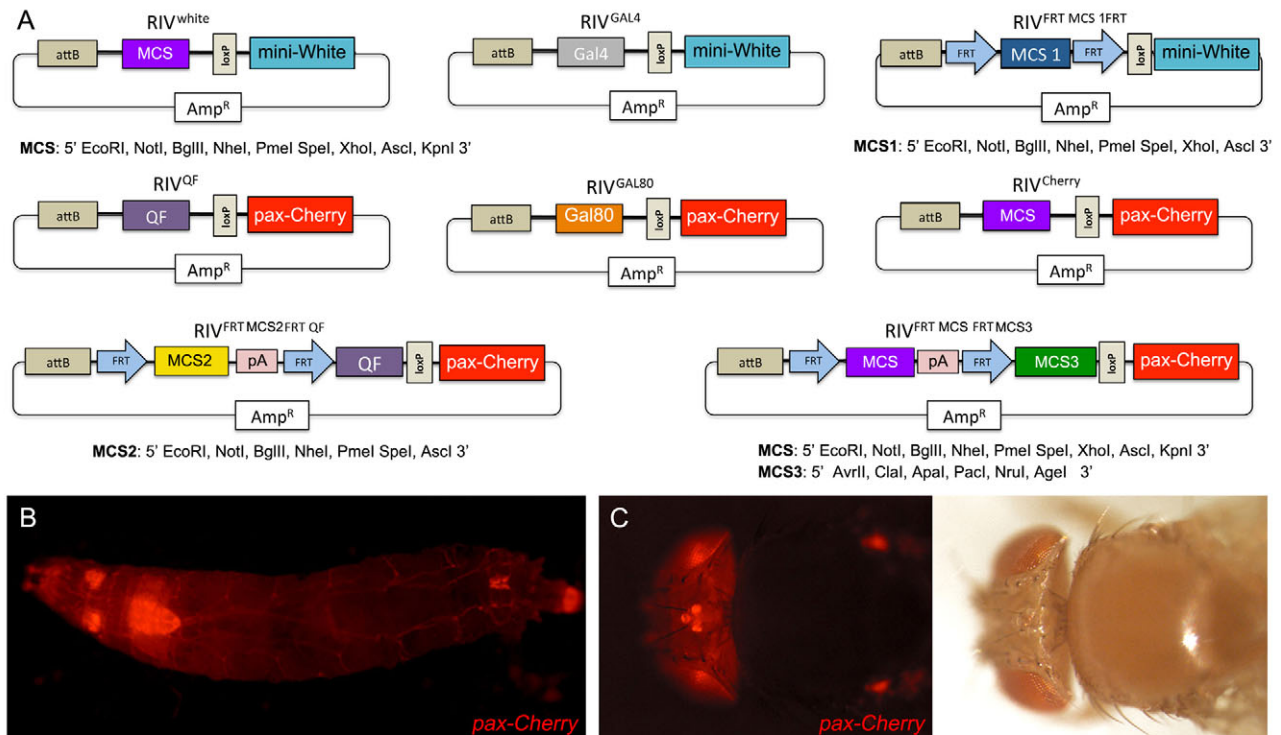 A
RIVwhite
RIVGAL4
RIVFRT MCS 1FRT
attB MCS loxP mini-White
attB Gal4 loxP mini-White
attB FRT MCS 1 FRT loxP mini-White
AmpR
AmpR
AmpR
MCS: 5' EcoRI, NotI, BglII, NheI, PmeI SpeI, XhoI, AscI, KpnI 3'
MCS1: 5' EcoRI, NotI, BglII, NheI, PmeI SpeI, XhoI, AscI 3'
RIVQF
RIVGAL80
RIVCherry
attB QF loxP pax-Cherry
attB Gal80 loxP pax-Cherry
attB MCS loxP pax-Cherry
AmpR
AmpR
AmpR
RIVFRT MCS2 FRT QF
RIVFRT MCS FRT MCS3
attB FRT MCS2 pA FRT QF loxP pax-Cherry
attB FRT MCS pA FRT MCS3 loxP pax-Cherry
AmpR
AmpR
MCS2: 5' EcoRI, NotI, BglII, NheI, PmeI SpeI, AscI 3'
MCS: 5' EcoRI, NotI, BglII, NheI, PmeI SpeI, XhoI, AscI, KpnI 3'
MCS3: 5' AvrII, ClaI, ApaI, PacI, NruI, AgeI 3'
B
pax-Cherry
C
pax-Cherry